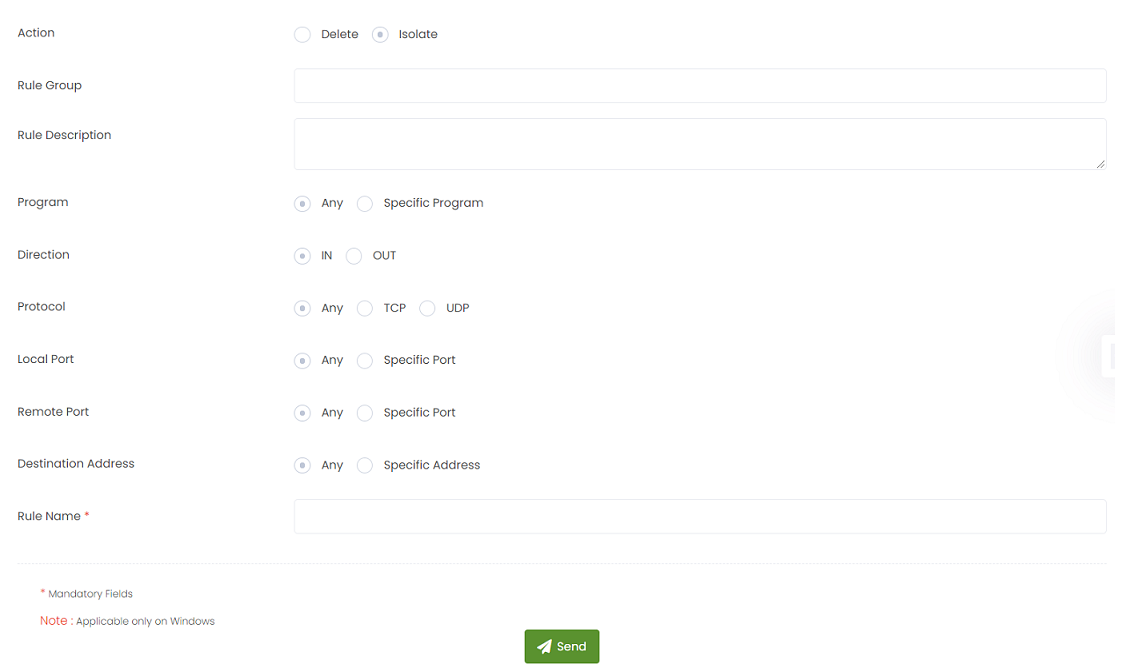 Action Delete Isolate
Rule Group
Rule Description
Program Any Specific Program
Direction IN OUT
Protocol Any TCP UDP
Local Port Any Specific Port
Remote Port Any Specific Port
Destination Address Any Specific Address
Rule Name *
* Mandatory Fields
Note : Applicable only on Windows
Send